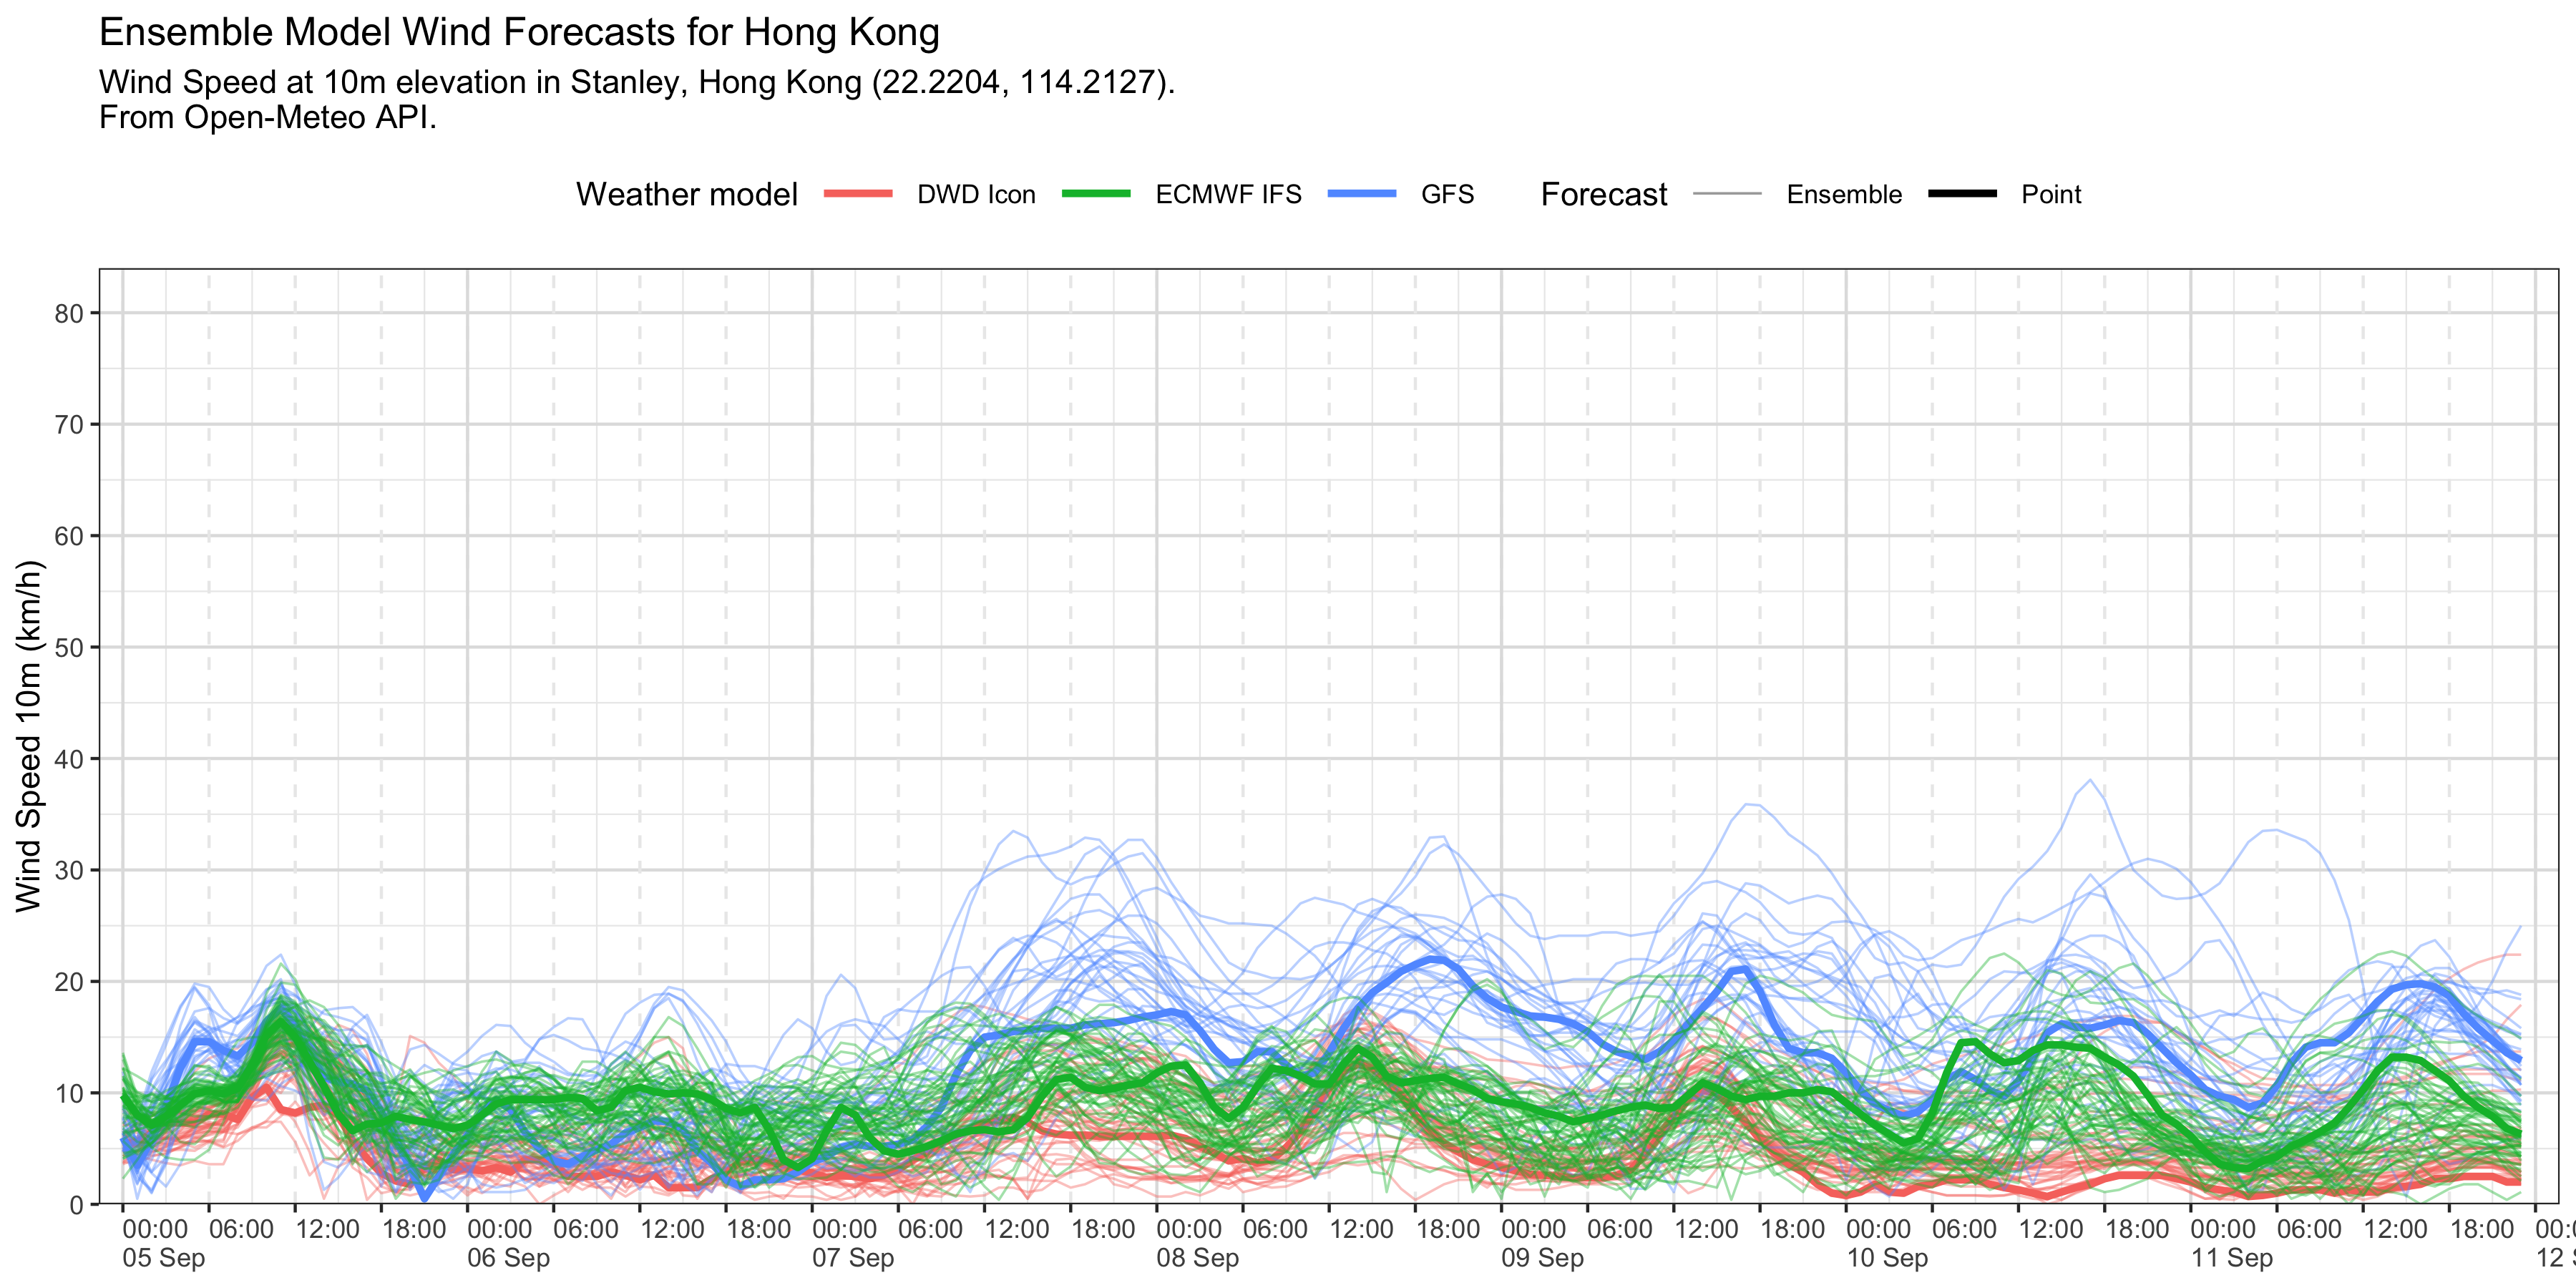 Ensemble Model Wind Forecasts for Hong Kong
Wind Speed at 10m elevation in Stanley, Hong Kong (22.2204, 114.2127).
From Open-Meteo API.
Weather model DWD Icon ECMWF IFS GFS Forecast Ensemble Point
Wind Speed 10m (km/h)
80
70
60
50
40
30
20
10
0
00:00 06:00 12:00 18:00 00:00 06:00 12:00 18:00 00:00 06:00 12:00 18:00 00:00 06:00 12:00 18:00 00:00 06:00 12:00 18:00 00:00 06:00 12:00 18:00 00:00 06:00 12:00 18:00
05 Sep 06 Sep 07 Sep 08 Sep 09 Sep 10 Sep 11 Sep 12